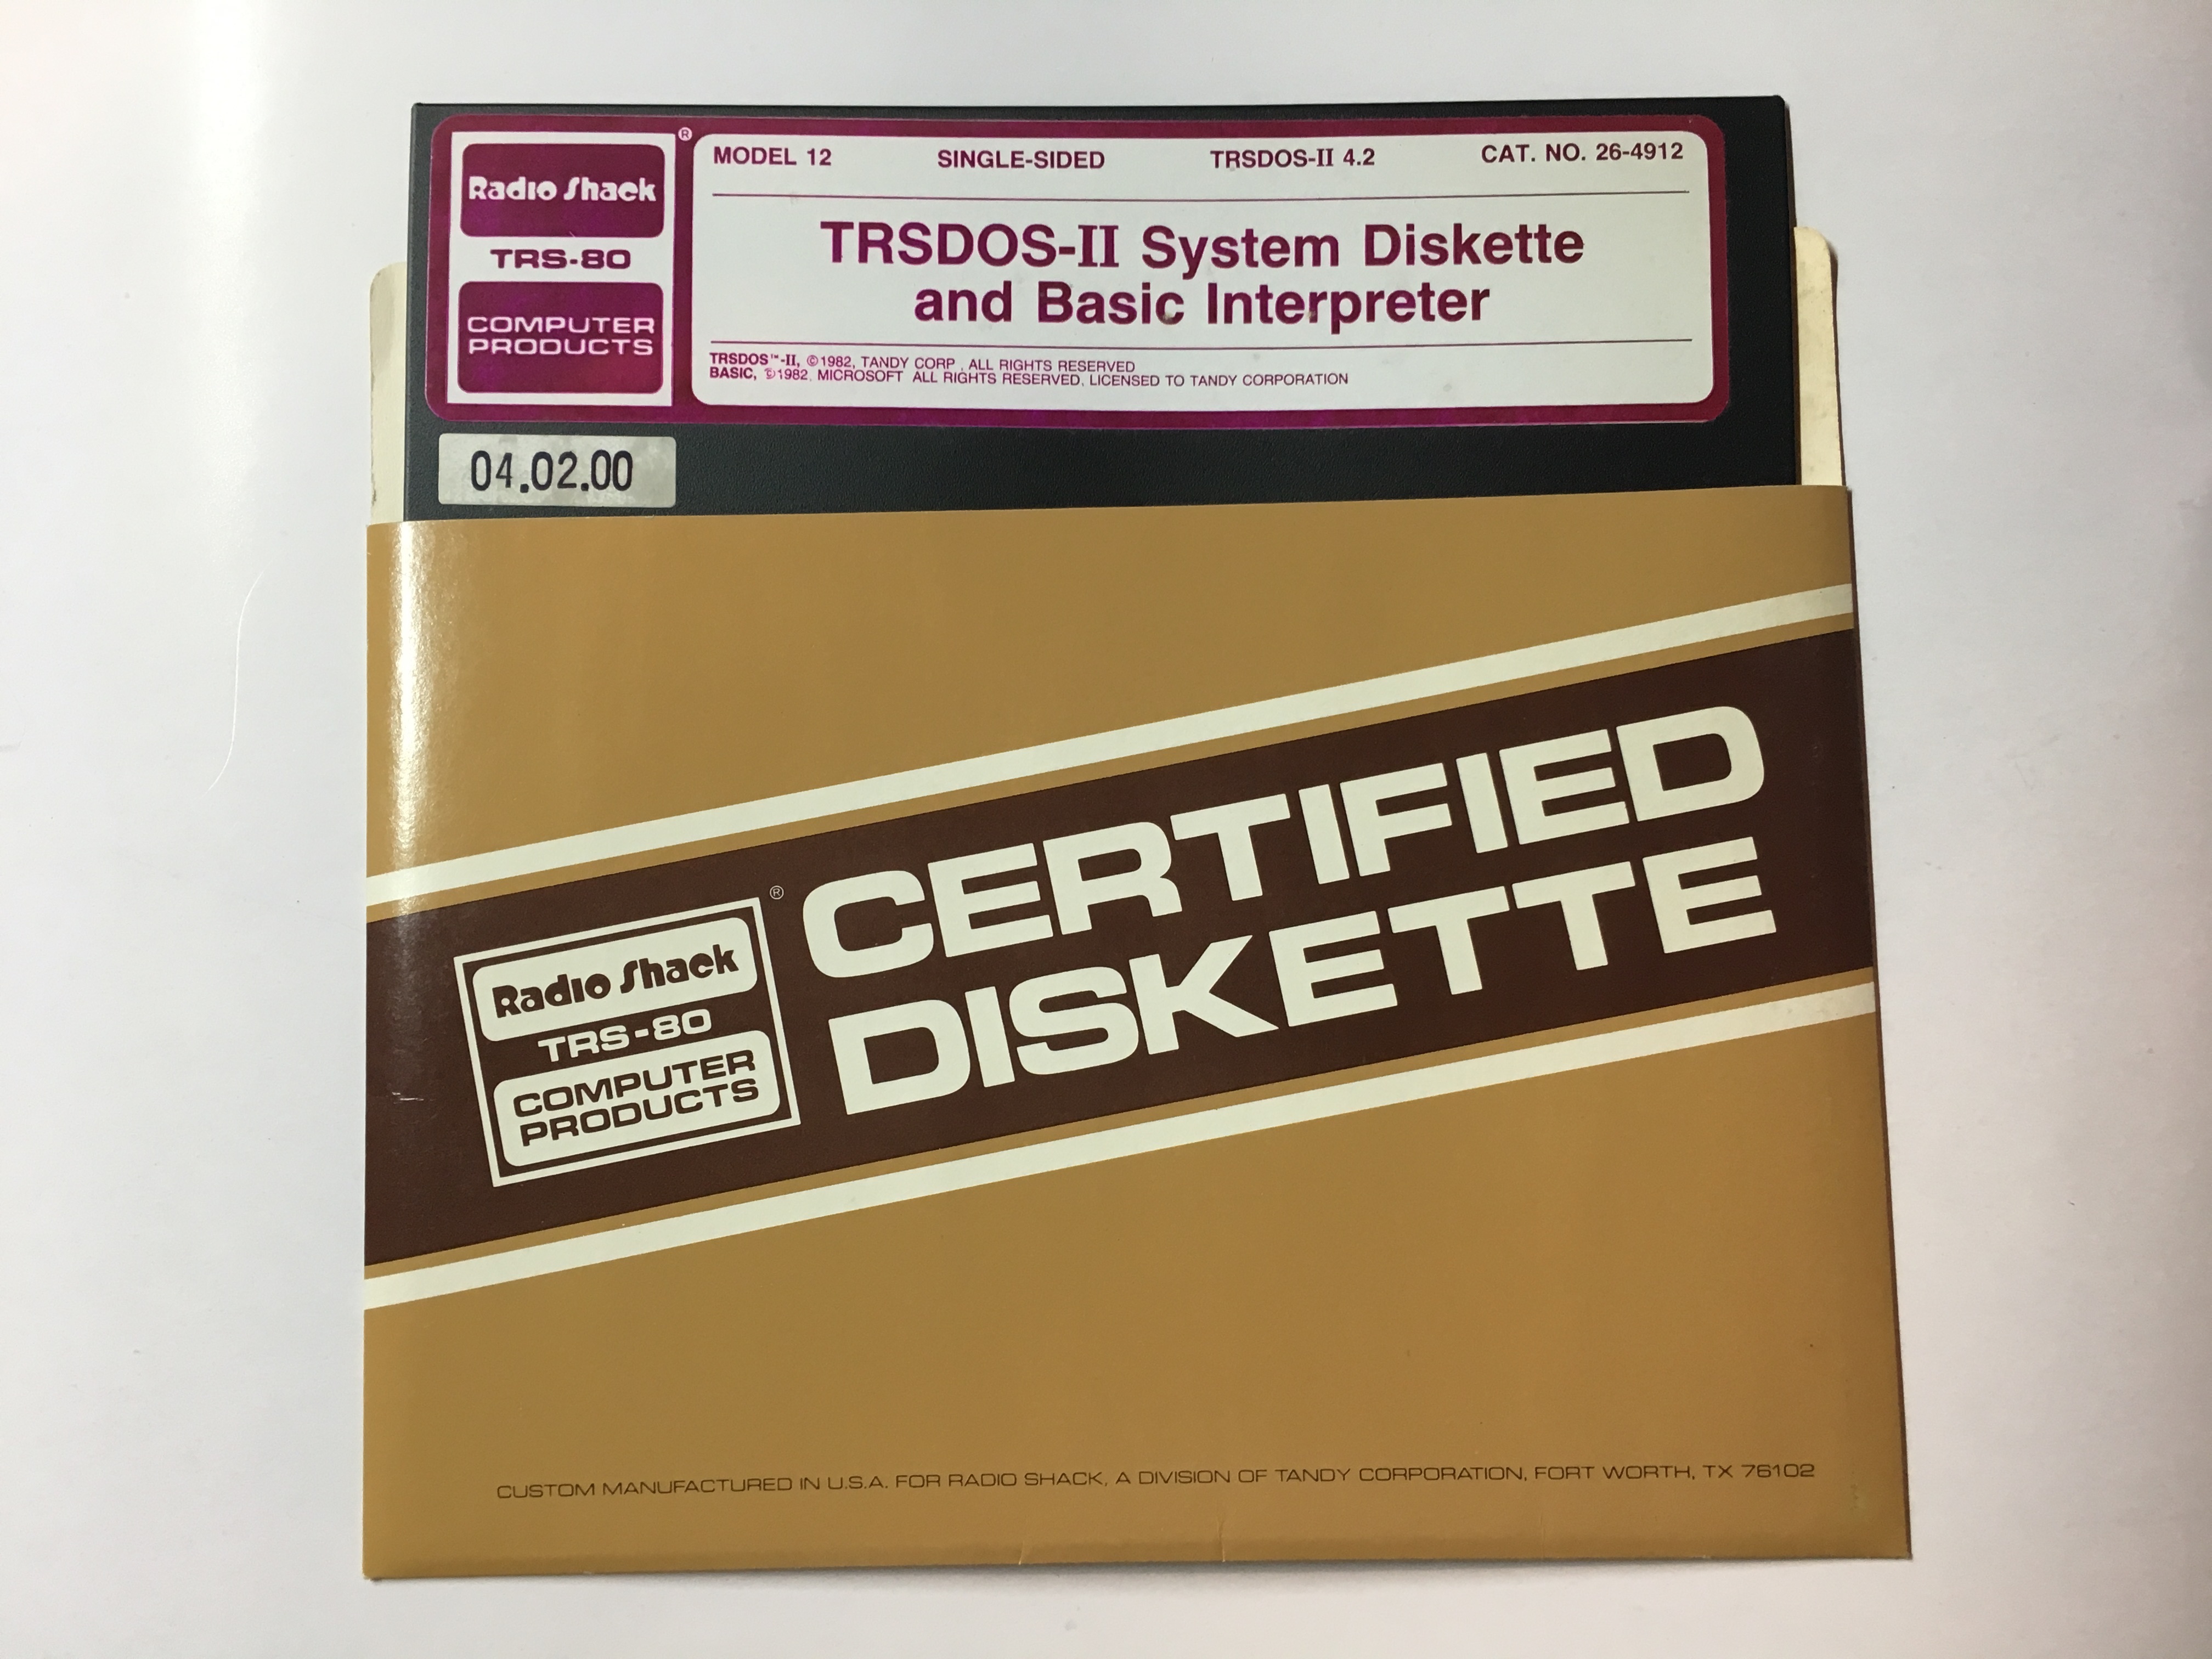 Radio Shack
®
TRS-80
COMPUTER
PRODUCTS
MODEL 12 SINGLE-SIDED TRSDOS-II 4.2 CAT. NO. 26-4912
TRSDOS-II System Diskette
and Basic Interpreter
TRSDOS™-II, ©1982, TANDY CORP. ALL RIGHTS RESERVED
BASIC, ©1982. MICROSOFT ALL RIGHTS RESERVED, LICENSED TO TANDY CORPORATION
04.02.00
Radio Shack
®
TRS-80
COMPUTER
PRODUCTS
CERTIFIED
DISKETTE
CUSTOM MANUFACTURED IN U.S.A. FOR RADIO SHACK, A DIVISION OF TANDY CORPORATION, FORT WORTH, TX 76102